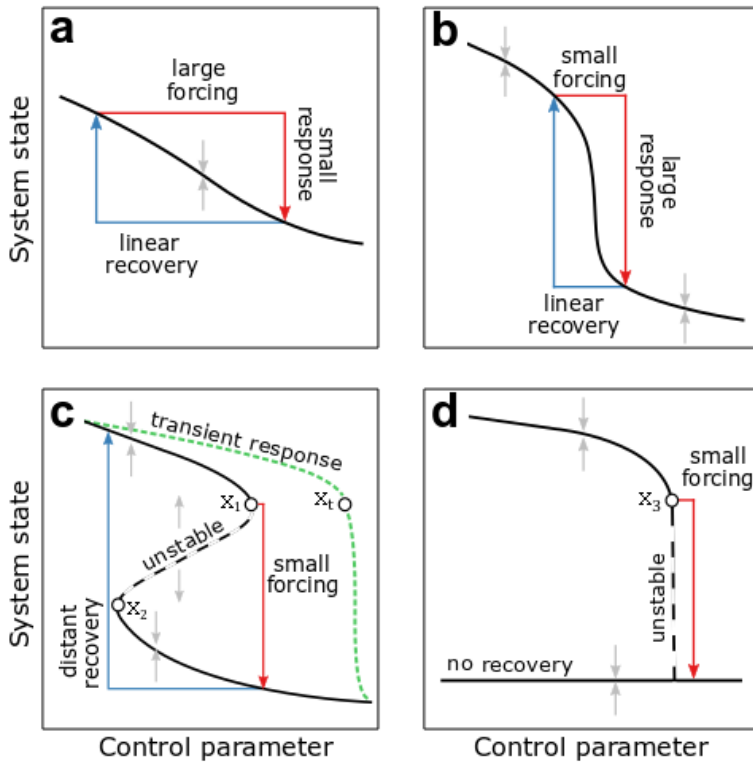 a
large
forcing
small
response
linear
recovery
System state
b
small
forcing
large
response
linear
recovery
c
transient response
X1
Xt
unstable
small
forcing
X2
distant
recovery
System state
Control parameter
d
small
forcing
X3
unstable
no recovery
Control parameter